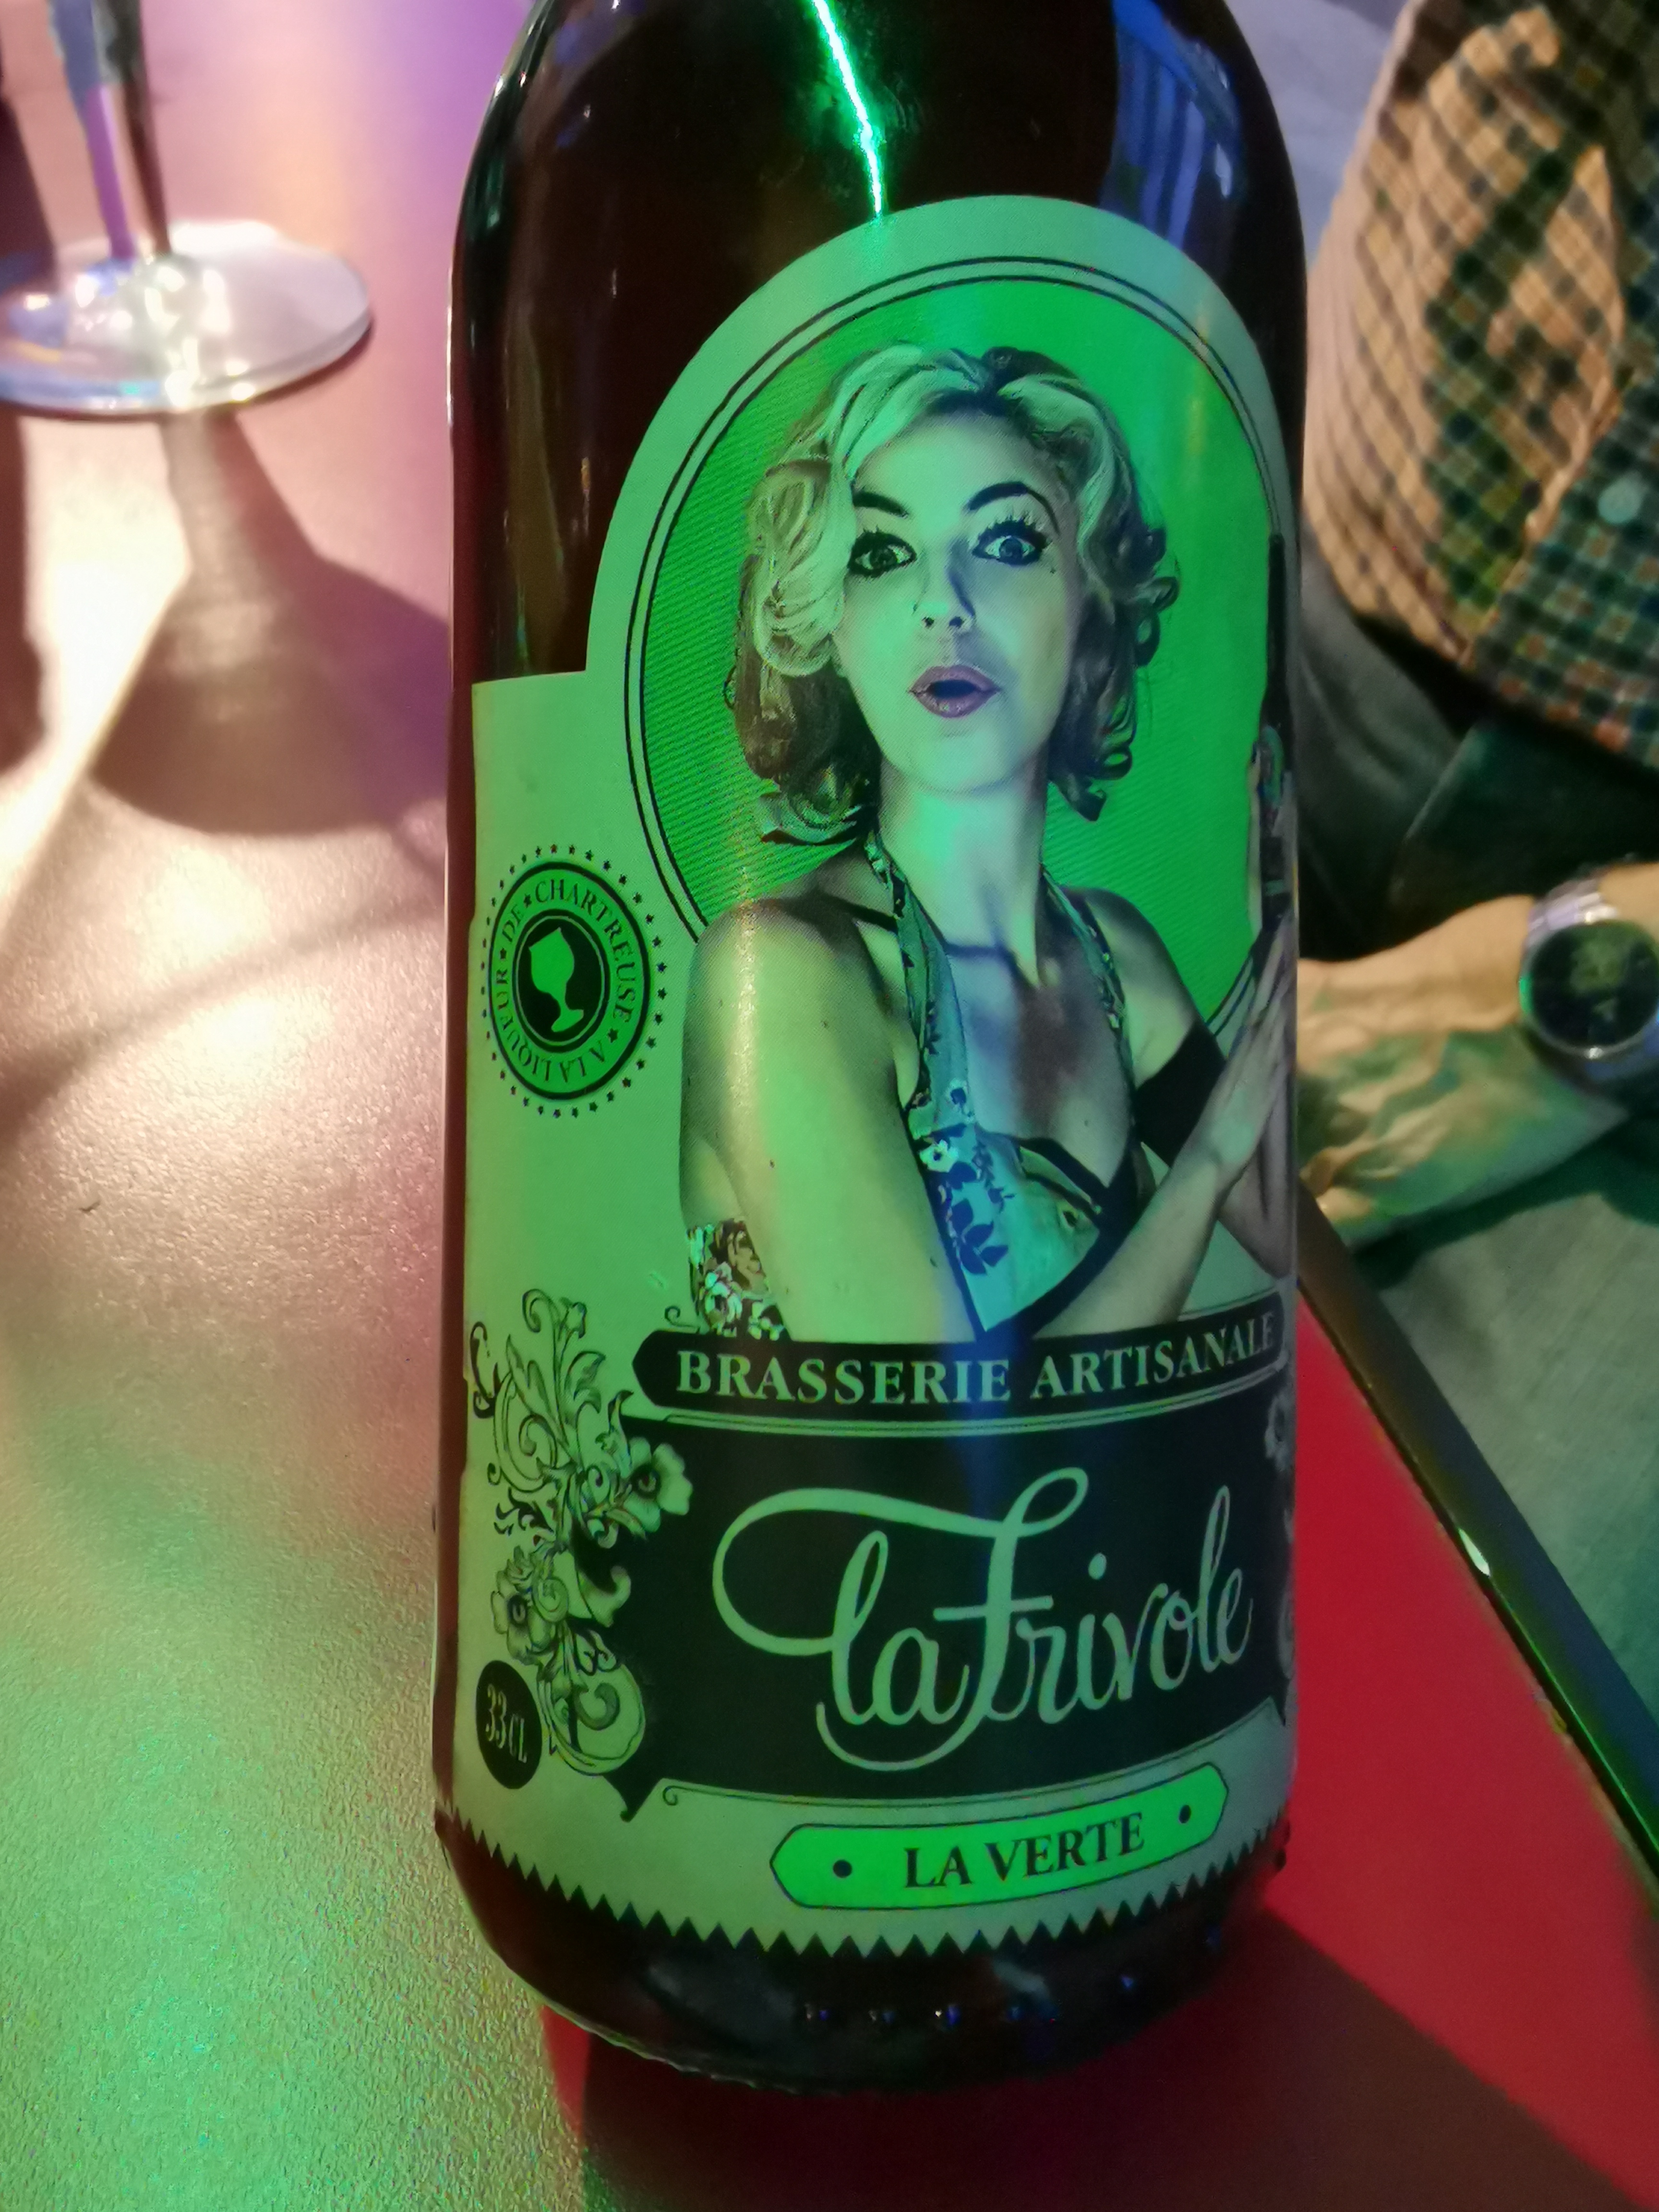 ★ A LA LIQUEUR ★ DE ★ CHARTREUSE
BRASSERIE ARTISANALE
la Frivole
33 CL
• LA VERTE •